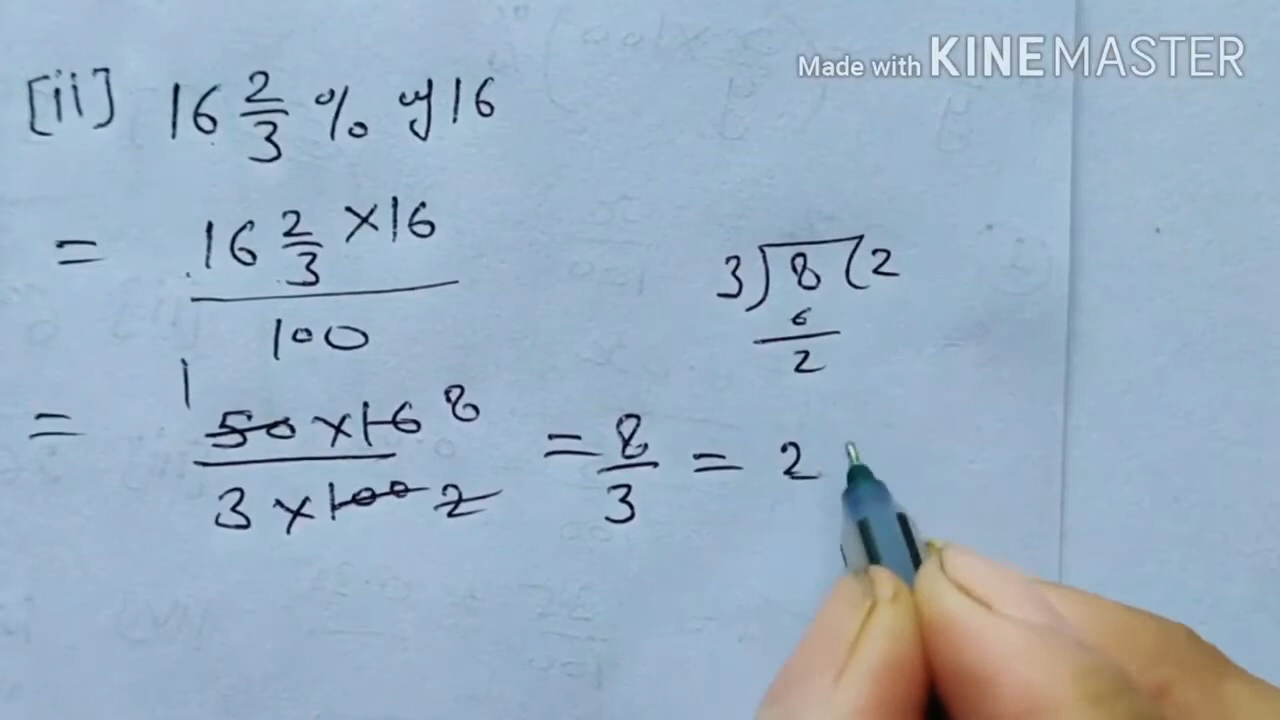 Made with KINEMASTER
[ii] 16 2/3 % of 16
= 16 2/3 × 16
100
3) 8 (2
6
2
1
= 50 × 16 8 = 8/3 = 2
3 × 100 2